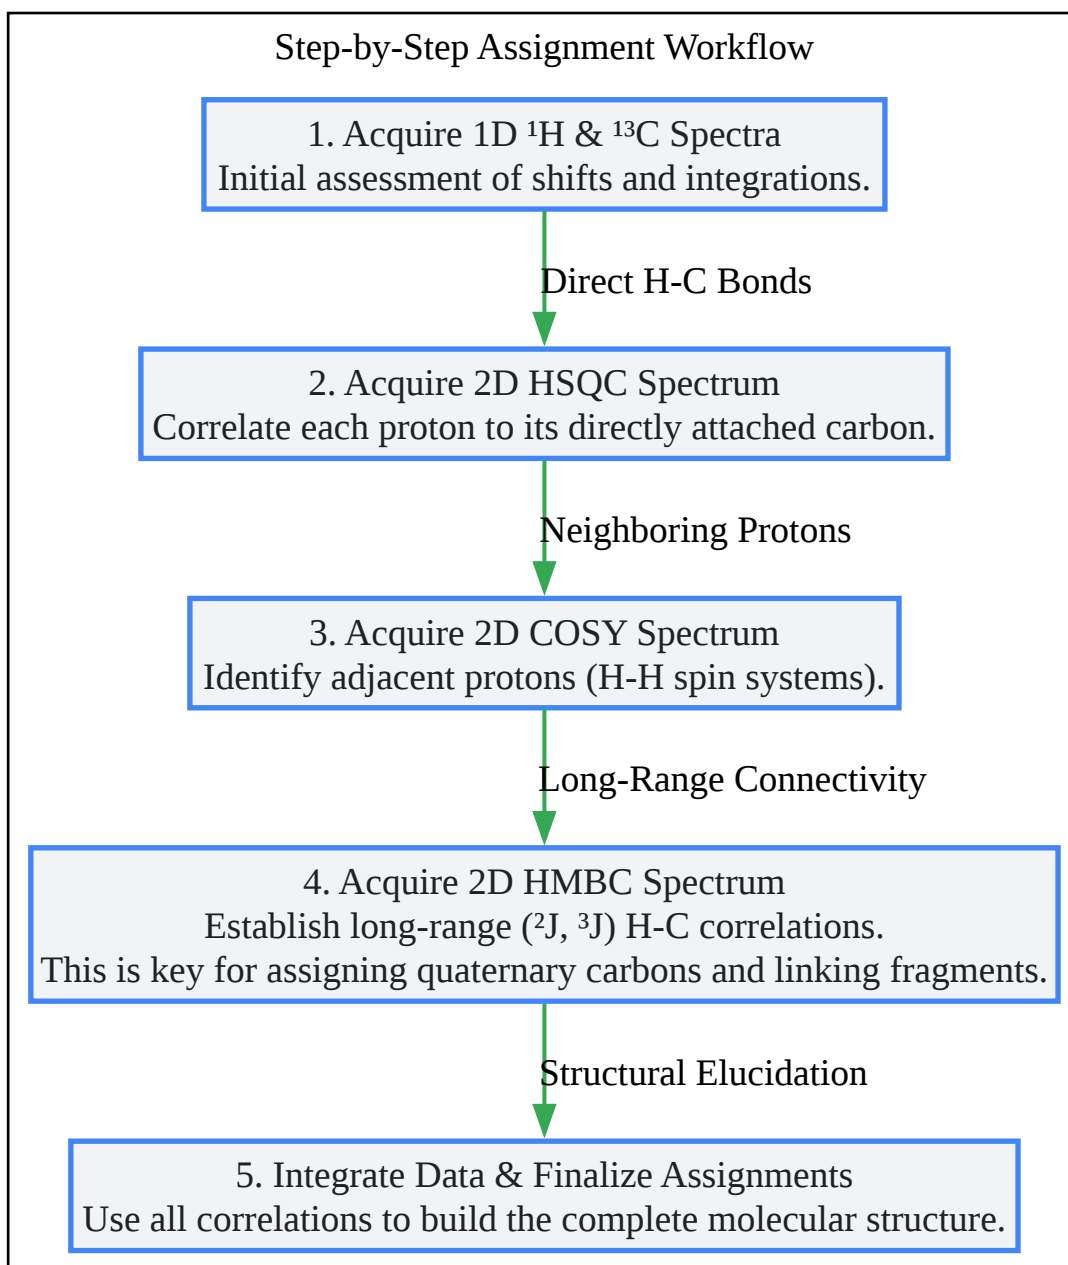 Step-by-Step Assignment Workflow
1. Acquire 1D ¹H & ¹³C Spectra
Initial assessment of shifts and integrations.
Direct H-C Bonds
2. Acquire 2D HSQC Spectrum
Correlate each proton to its directly attached carbon.
Neighboring Protons
3. Acquire 2D COSY Spectrum
Identify adjacent protons (H-H spin systems).
Long-Range Connectivity
4. Acquire 2D HMBC Spectrum
Establish long-range (²J, ³J) H-C correlations.
This is key for assigning quaternary carbons and linking fragments.
Structural Elucidation
5. Integrate Data & Finalize Assignments
Use all correlations to build the complete molecular structure.